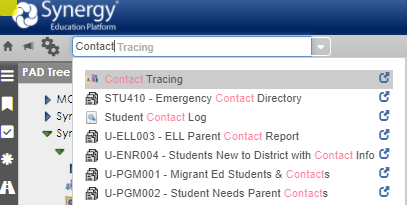 Synergy
Education Platform
Contact Tracing
PAD Tree
Contact Tracing
MO
STU410 - Emergency Contact Directory
Syn
Student Contact Log
Syn
U-ELL003 - ELL Parent Contact Report
U-ENR004 - Students New to District with Contact Info
U-PGM001 - Migrant Ed Students & Contacts
U-PGM002 - Student Needs Parent Contacts